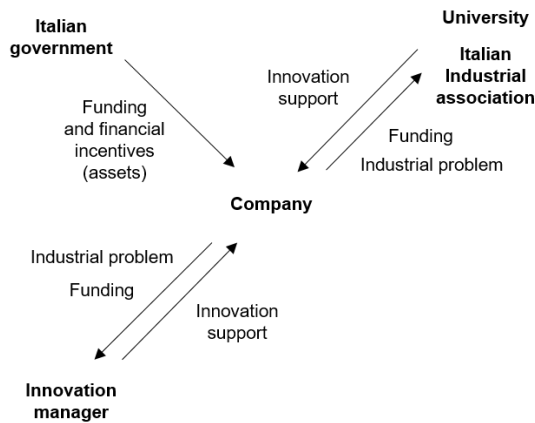 Italian
government
University
Italian
Industrial
association
Innovation
support
Funding
Industrial problem
Funding
and financial
incentives
(assets)
Company
Industrial problem
Funding
Innovation
support
Innovation
manager